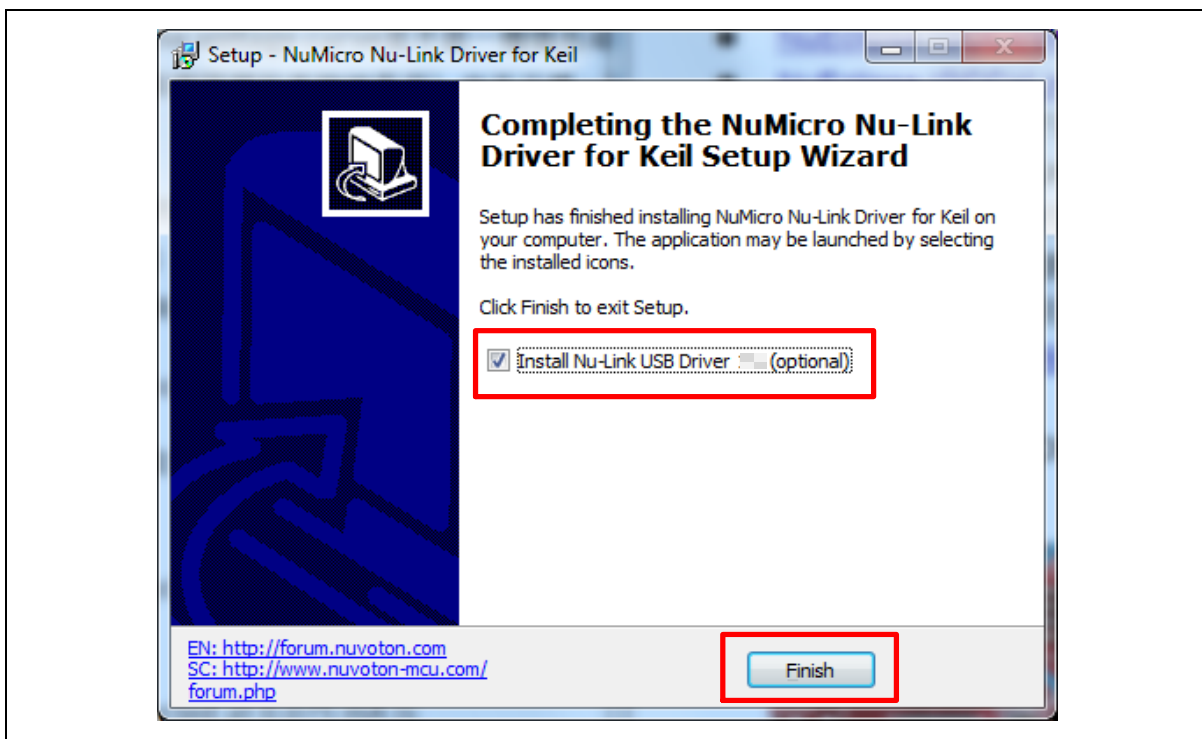 Setup - NuMicro Nu-Link Driver for Keil
Completing the NuMicro Nu-Link
Driver for Keil Setup Wizard
Setup has finished installing NuMicro Nu-Link Driver for Keil on
your computer. The application may be launched by selecting
the installed icons.
Click Finish to exit Setup.
Install Nu-Link USB Driver (optional)
EN: http://forum.nuvoton.com
SC: http://www.nuvoton-mcu.com/
forum.php
Finish